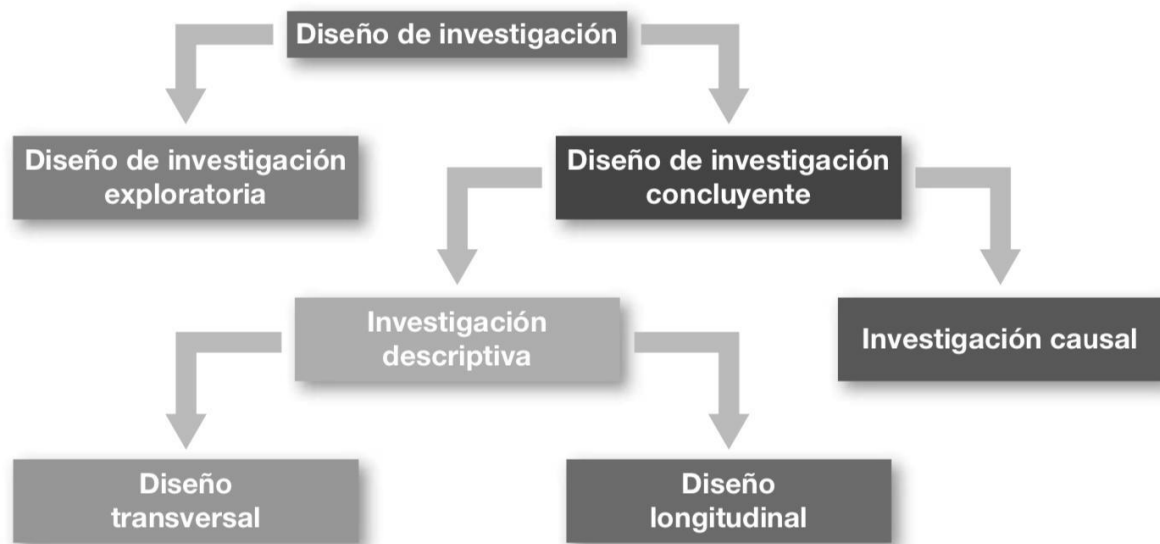 Diseño de investigación
Diseño de investigación
exploratoria
Diseño de investigación
concluyente
Investigación
descriptiva
Investigación causal
Diseño
transversal
Diseño
longitudinal